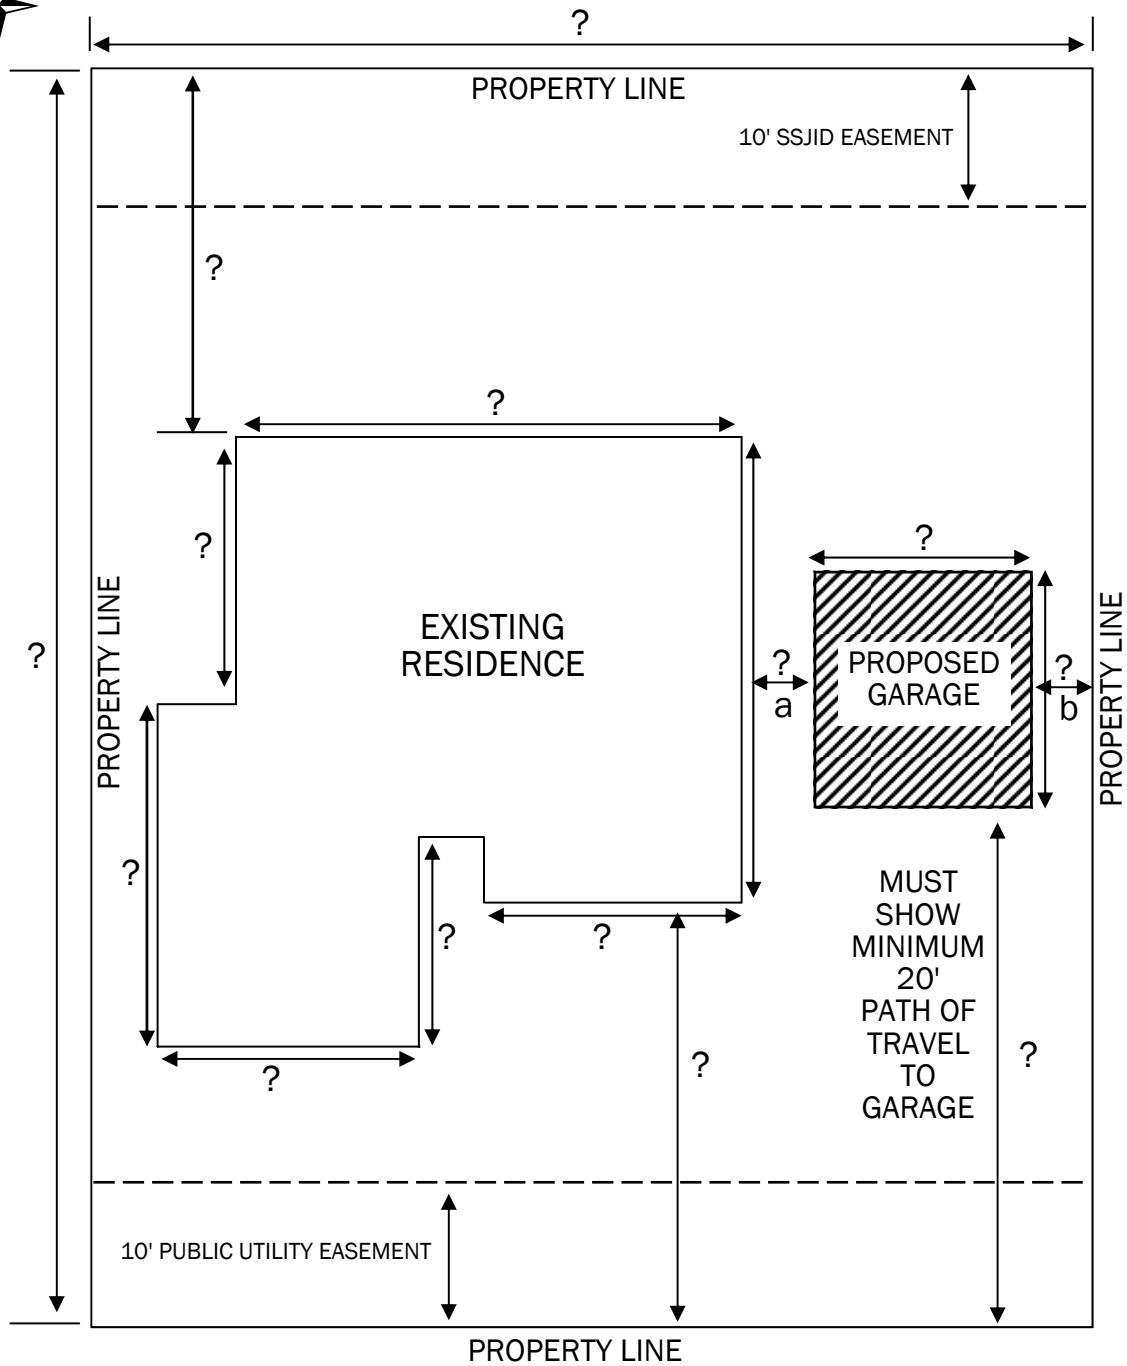 ?
PROPERTY LINE
10' SSJID EASEMENT
?
?
?
?
EXISTING
RESIDENCE
PROPERTY LINE
?
?
a
PROPOSED
GARAGE
?
b
PROPERTY LINE
?
?
?
MUST
SHOW
MINIMUM
20'
PATH OF
TRAVEL
TO
GARAGE
?
?
?
10' PUBLIC UTILITY EASEMENT
PROPERTY LINE